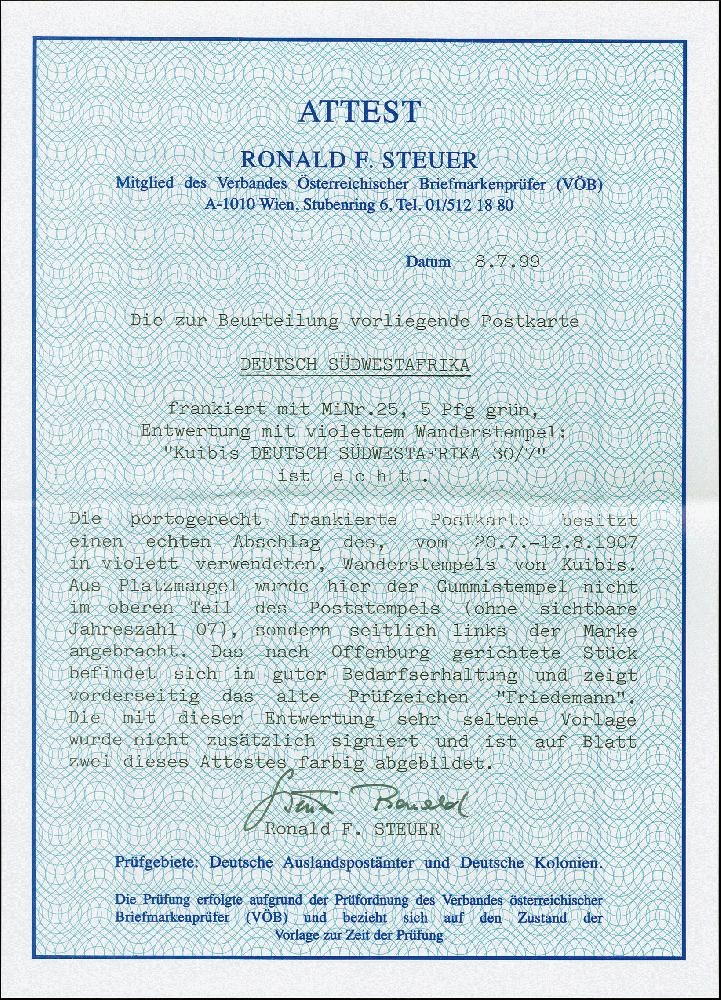 ATTEST
RONALD F. STEUER
Mitglied des Verbandes Österreichischer Briefmarkenprüfer (VÖB)
A-1010 Wien, Stubenring 6, Tel. 01/512 18 80
Datum 8.7.99
Die zur Beurteilung vorliegende Postkarte
DEUTSCH SÜDWESTAFRIKA
frankiert mit MiNr.25, 5 Pfg grün,
Entwertung mit violettem Wanderstempel:
"Kuibis DEUTSCH SÜDWESTAFRIKA 30/7"
ist e c h t .
Die portogerecht frankierte Postkarte besitzt
einen echten Abschlag des, vom 20.7.-12.8.1907
in violett verwendeten, Wanderstempels von Kuibis.
Aus Platzmangel wurde hier der Gummistempel nicht
im oberen Teil des Poststempels (ohne sichtbare
Jahreszahl 07), sondern seitlich links der Marke
angebracht. Das nach Offenburg gerichtete Stück
befindet sich in guter Bedarfserhaltung und zeigt
vorderseitig das alte Prüfzeichen "Friedemann".
Die mit dieser Entwertung sehr seltene Vorlage
wurde nicht zusätzlich signiert und ist auf Blatt
zwei dieses Attestes farbig abgebildet.
Steuer Ronald
Ronald F. STEUER
Prüfgebiete: Deutsche Auslandspostämter und Deutsche Kolonien.
Die Prüfung erfolgte aufgrund der Prüfordnung des Verbandes österreichischer
Briefmarkenprüfer (VÖB) und bezieht sich auf den Zustand der
Vorlage zur Zeit der Prüfung